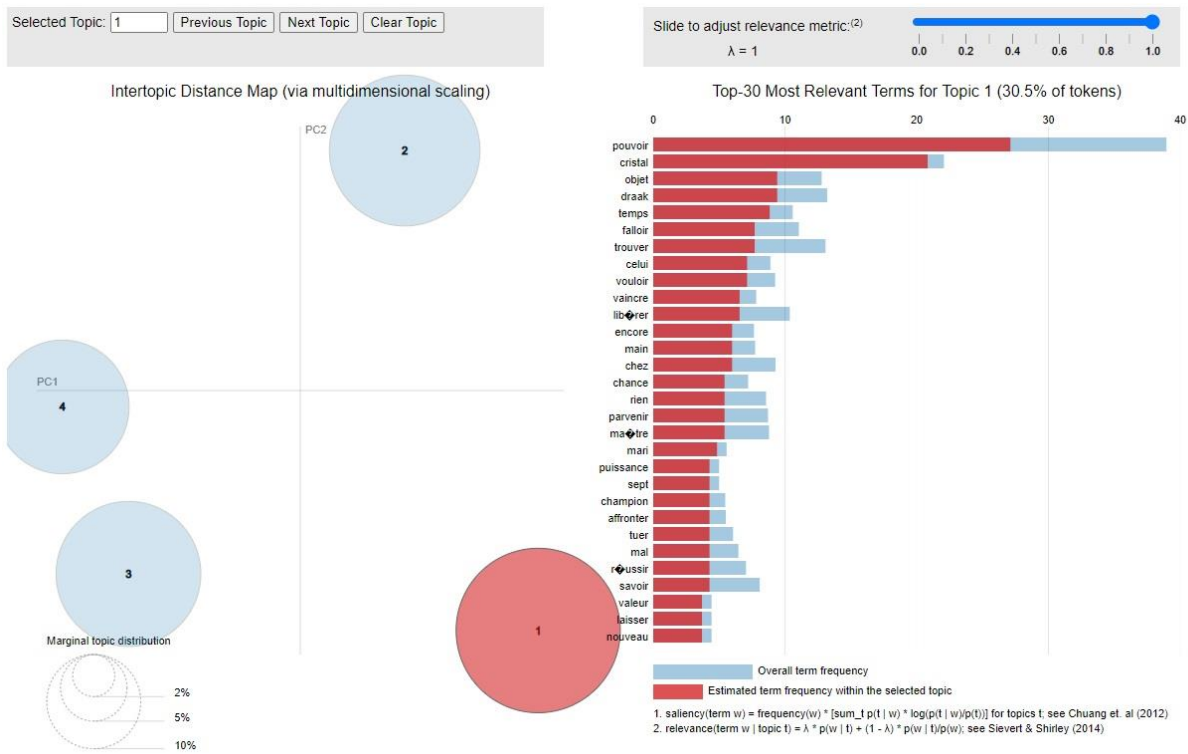 Selected Topic: 1 Previous Topic Next Topic Clear Topic
Slide to adjust relevance metric:(2)
λ = 1
0.0 0.2 0.4 0.6 0.8 1.0
Intertopic Distance Map (via multidimensional scaling)
PC2
2
PC1
4
3
1
Marginal topic distribution
2%
5%
10%
Top-30 Most Relevant Terms for Topic 1 (30.5% of tokens)
0 10 20 30 40
pouvoir
cristal
objet
draak
temps
falloir
trouver
celui
vouloir
vaincre
lib�rer
encore
main
chez
chance
rien
parvenir
ma�tre
mari
puissance
sept
champion
affronter
tuer
mal
r�ussir
savoir
valeur
laisser
nouveau
Overall term frequency
Estimated term frequency within the selected topic
1. saliency(term w) = frequency(w) * [sum_t p(t | w) * log(p(t | w)/p(t))] for topics t; see Chuang et. al (2012)
2. relevance(term w | topic t) = λ * p(w | t) + (1 - λ) * p(w | t)/p(w); see Sievert & Shirley (2014)